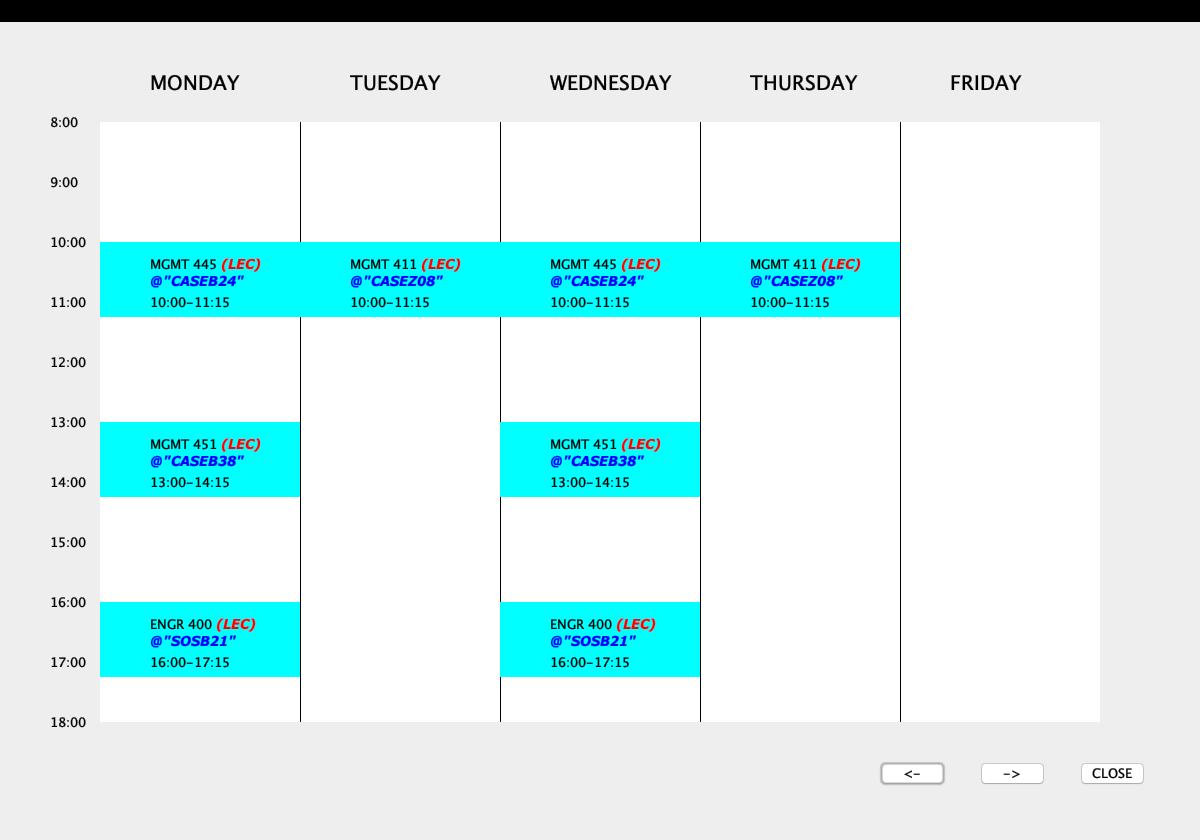 MONDAY TUESDAY WEDNESDAY THURSDAY FRIDAY
8:00
9:00
10:00
MGMT 445 (LEC) MGMT 411 (LEC) MGMT 445 (LEC) MGMT 411 (LEC)
@"CASEB24" @"CASEZ08" @"CASEB24" @"CASEZ08"
11:00 10:00-11:15 10:00-11:15 10:00-11:15 10:00-11:15
12:00
13:00
MGMT 451 (LEC) MGMT 451 (LEC)
@"CASEB38" @"CASEB38"
14:00 13:00-14:15 13:00-14:15
15:00
16:00
ENGR 400 (LEC) ENGR 400 (LEC)
@"SOSB21" @"SOSB21"
17:00 16:00-17:15 16:00-17:15
18:00
<- -> CLOSE